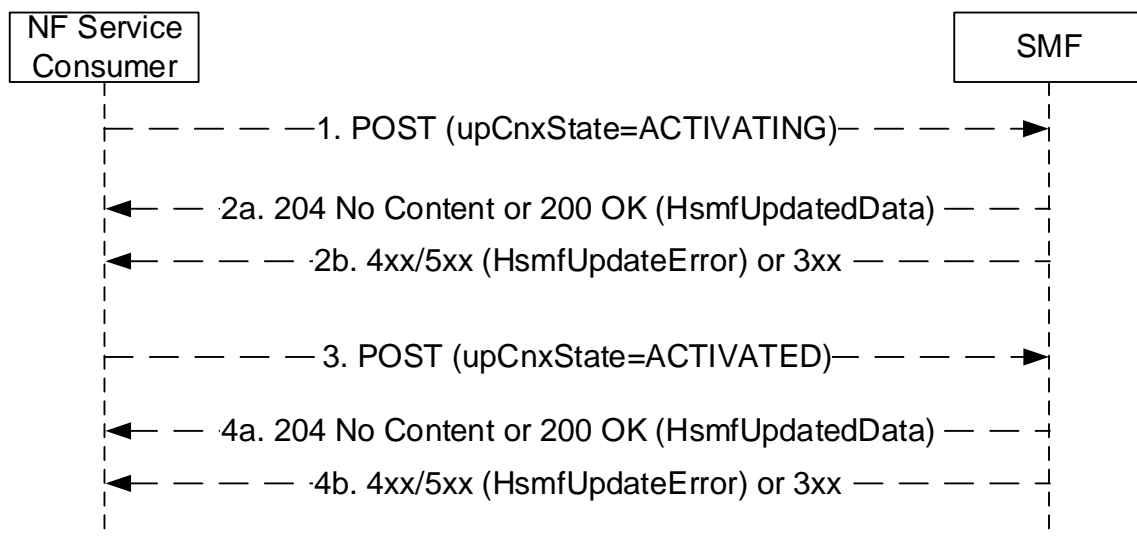 NF Service
Consumer
SMF
1. POST (upCnxState=ACTIVATING)
2a. 204 No Content or 200 OK (HsmfUpdatedData)
2b. 4xx/5xx (HsmfUpdateError) or 3xx
3. POST (upCnxState=ACTIVATED)
4a. 204 No Content or 200 OK (HsmfUpdatedData)
4b. 4xx/5xx (HsmfUpdateError) or 3xx